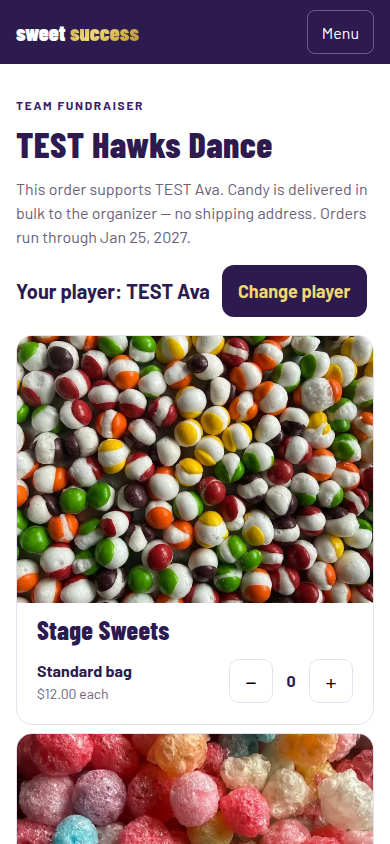 sweet success
Menu
TEAM FUNDRAISER
TEST Hawks Dance
This order supports TEST Ava. Candy is delivered in
bulk to the organizer — no shipping address. Orders
run through Jan 25, 2027.
Your player: TEST Ava
Change player
Stage Sweets
Standard bag
$12.00 each
− 0 +